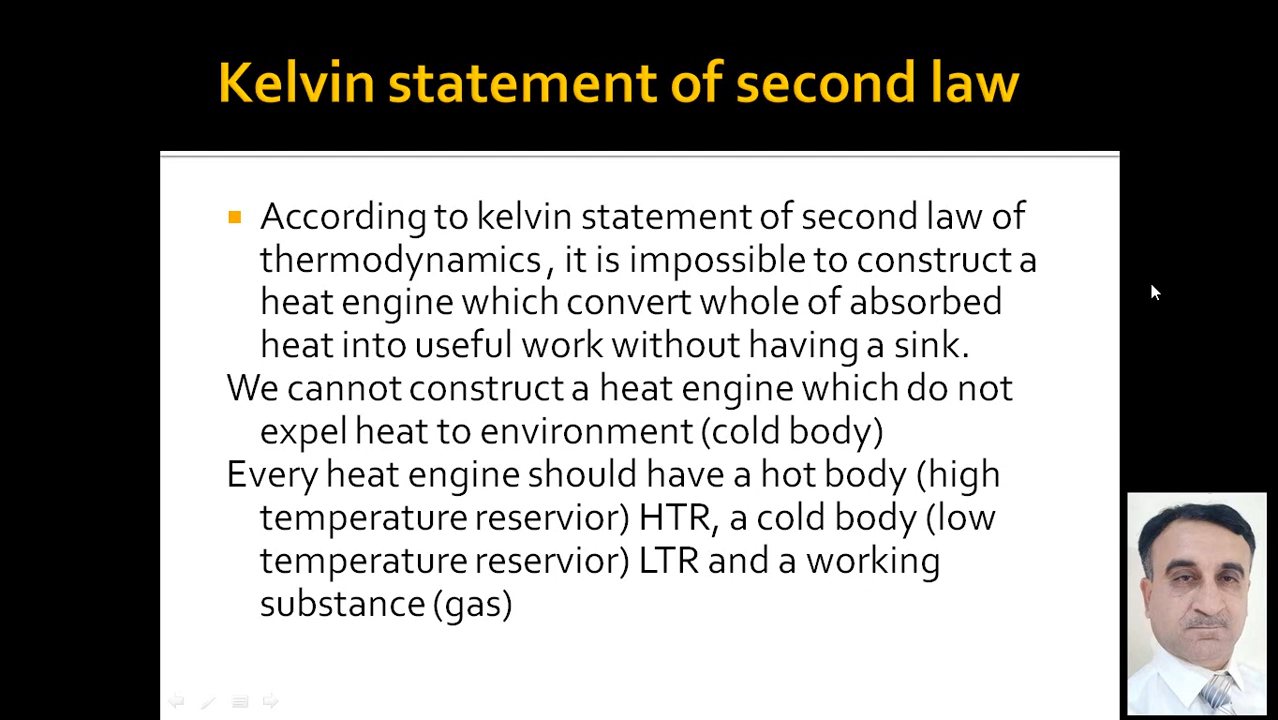 Kelvin statement of second law
According to kelvin statement of second law of
thermodynamics , it is impossible to construct a
heat engine which convert whole of absorbed
heat into useful work without having a sink.
We cannot construct a heat engine which do not
expel heat to environment (cold body)
Every heat engine should have a hot body (high
temperature reservior) HTR, a cold body (low
temperature reservior) LTR and a working
substance (gas)